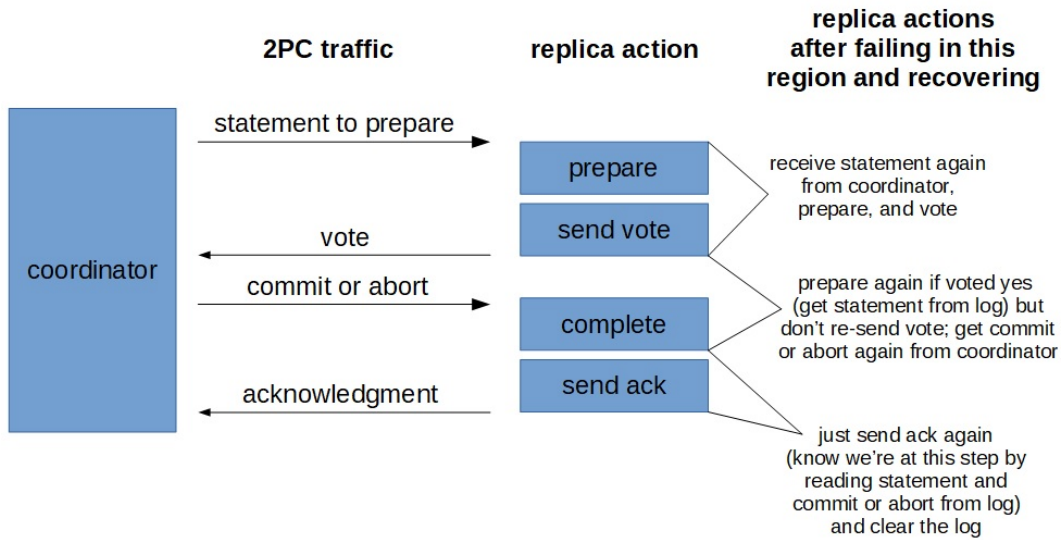 2PC traffic
replica action
replica actions
after failing in this
region and recovering
coordinator
statement to prepare
prepare
send vote
vote
commit or abort
complete
send ack
acknowledgment
receive statement again
from coordinator,
prepare, and vote
prepare again if voted yes
(get statement from log) but
don't re-send vote; get commit
or abort again from coordinator
just send ack again
(know we're at this step by
reading statement and
commit or abort from log)
and clear the log